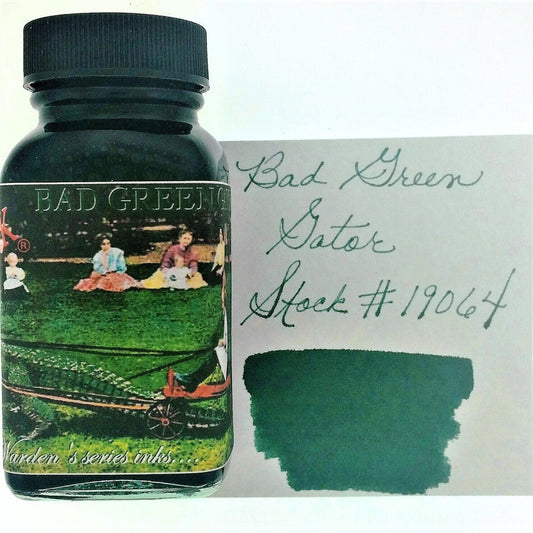 BAD GREEN G
®
Warden's series inks....
Bad Green
Gator
Stock # 19064